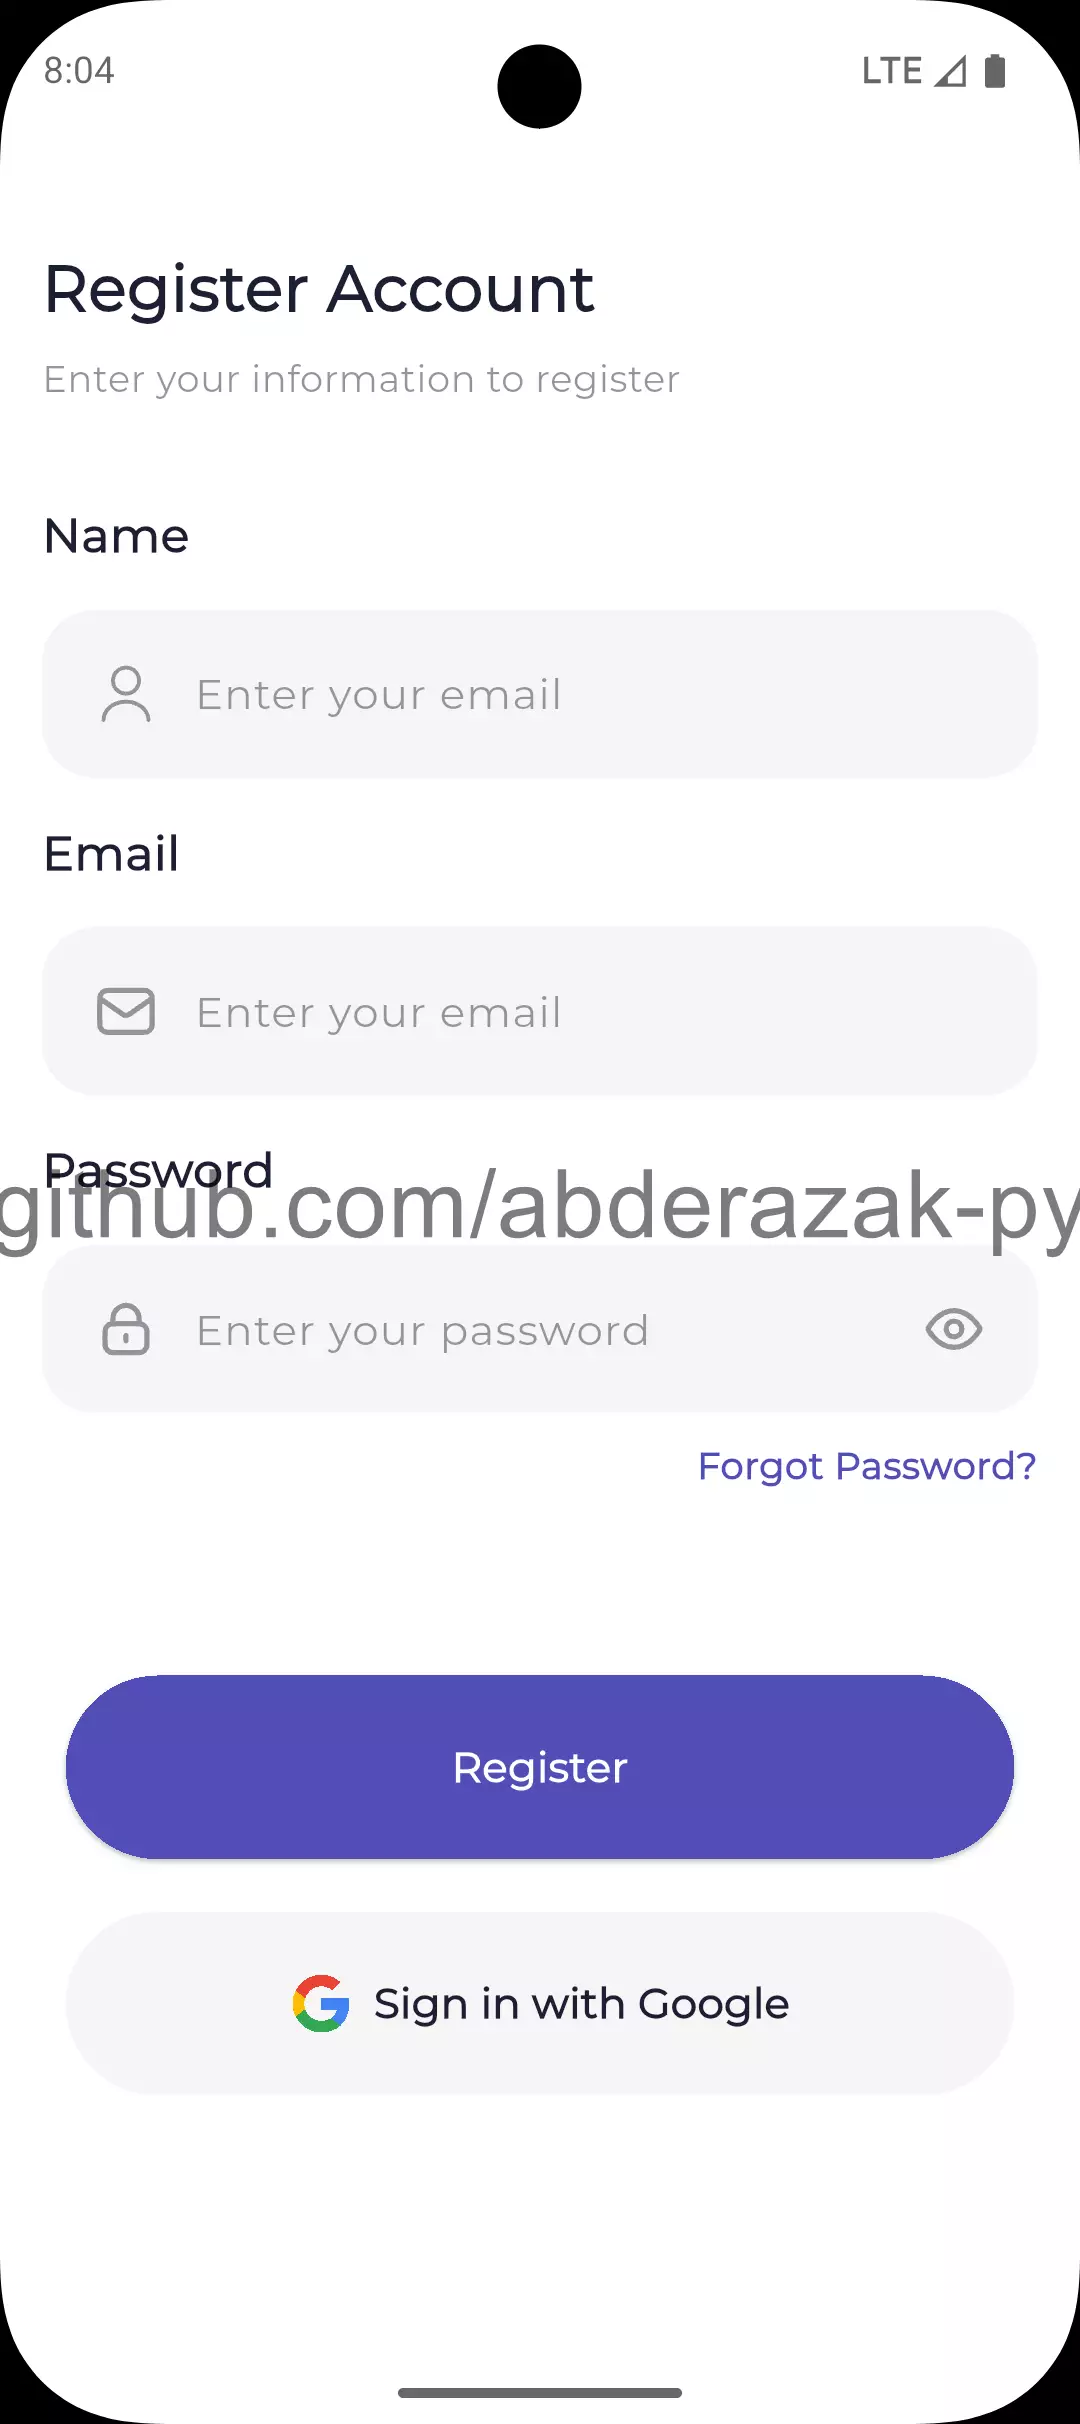 8:04 LTE
Register Account
Enter your information to register
Name
Enter your email
Email
Enter your email
Password
github.com/abderazak-py
Enter your password
Forgot Password?
Register
Sign in with Google